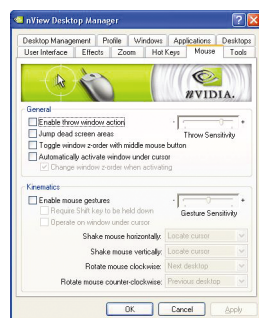 nView Desktop Manager
Desktop Management Profile Windows Applications Desktops
User Interface Effects Zoom Hot Keys Mouse Tools
NVIDIA.
General
Enable throw window action
- +
Jump dead screen areas
Throw Sensitivity
Toggle window z-order with middle mouse button
Automatically activate window under cursor
Change window z-order when activating
Kinematics
Enable mouse gestures
- +
Require Shift key to be held down
Gesture Sensitivity
Operate on window under cursor
Shake mouse horizontally: Locate cursor
Shake mouse vertically: Locate cursor
Rotate mouse clockwise: Next desktop
Rotate mouse counter-clockwise: Previous desktop
OK Cancel Apply